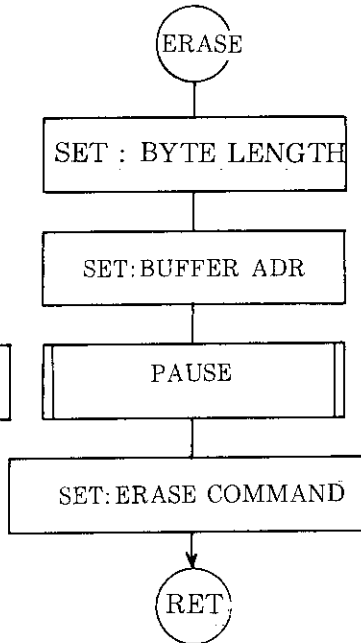 ERASE
SET : BYTE LENGTH
SET:BUFFER ADR
PAUSE
SET:ERASE COMMAND
RET